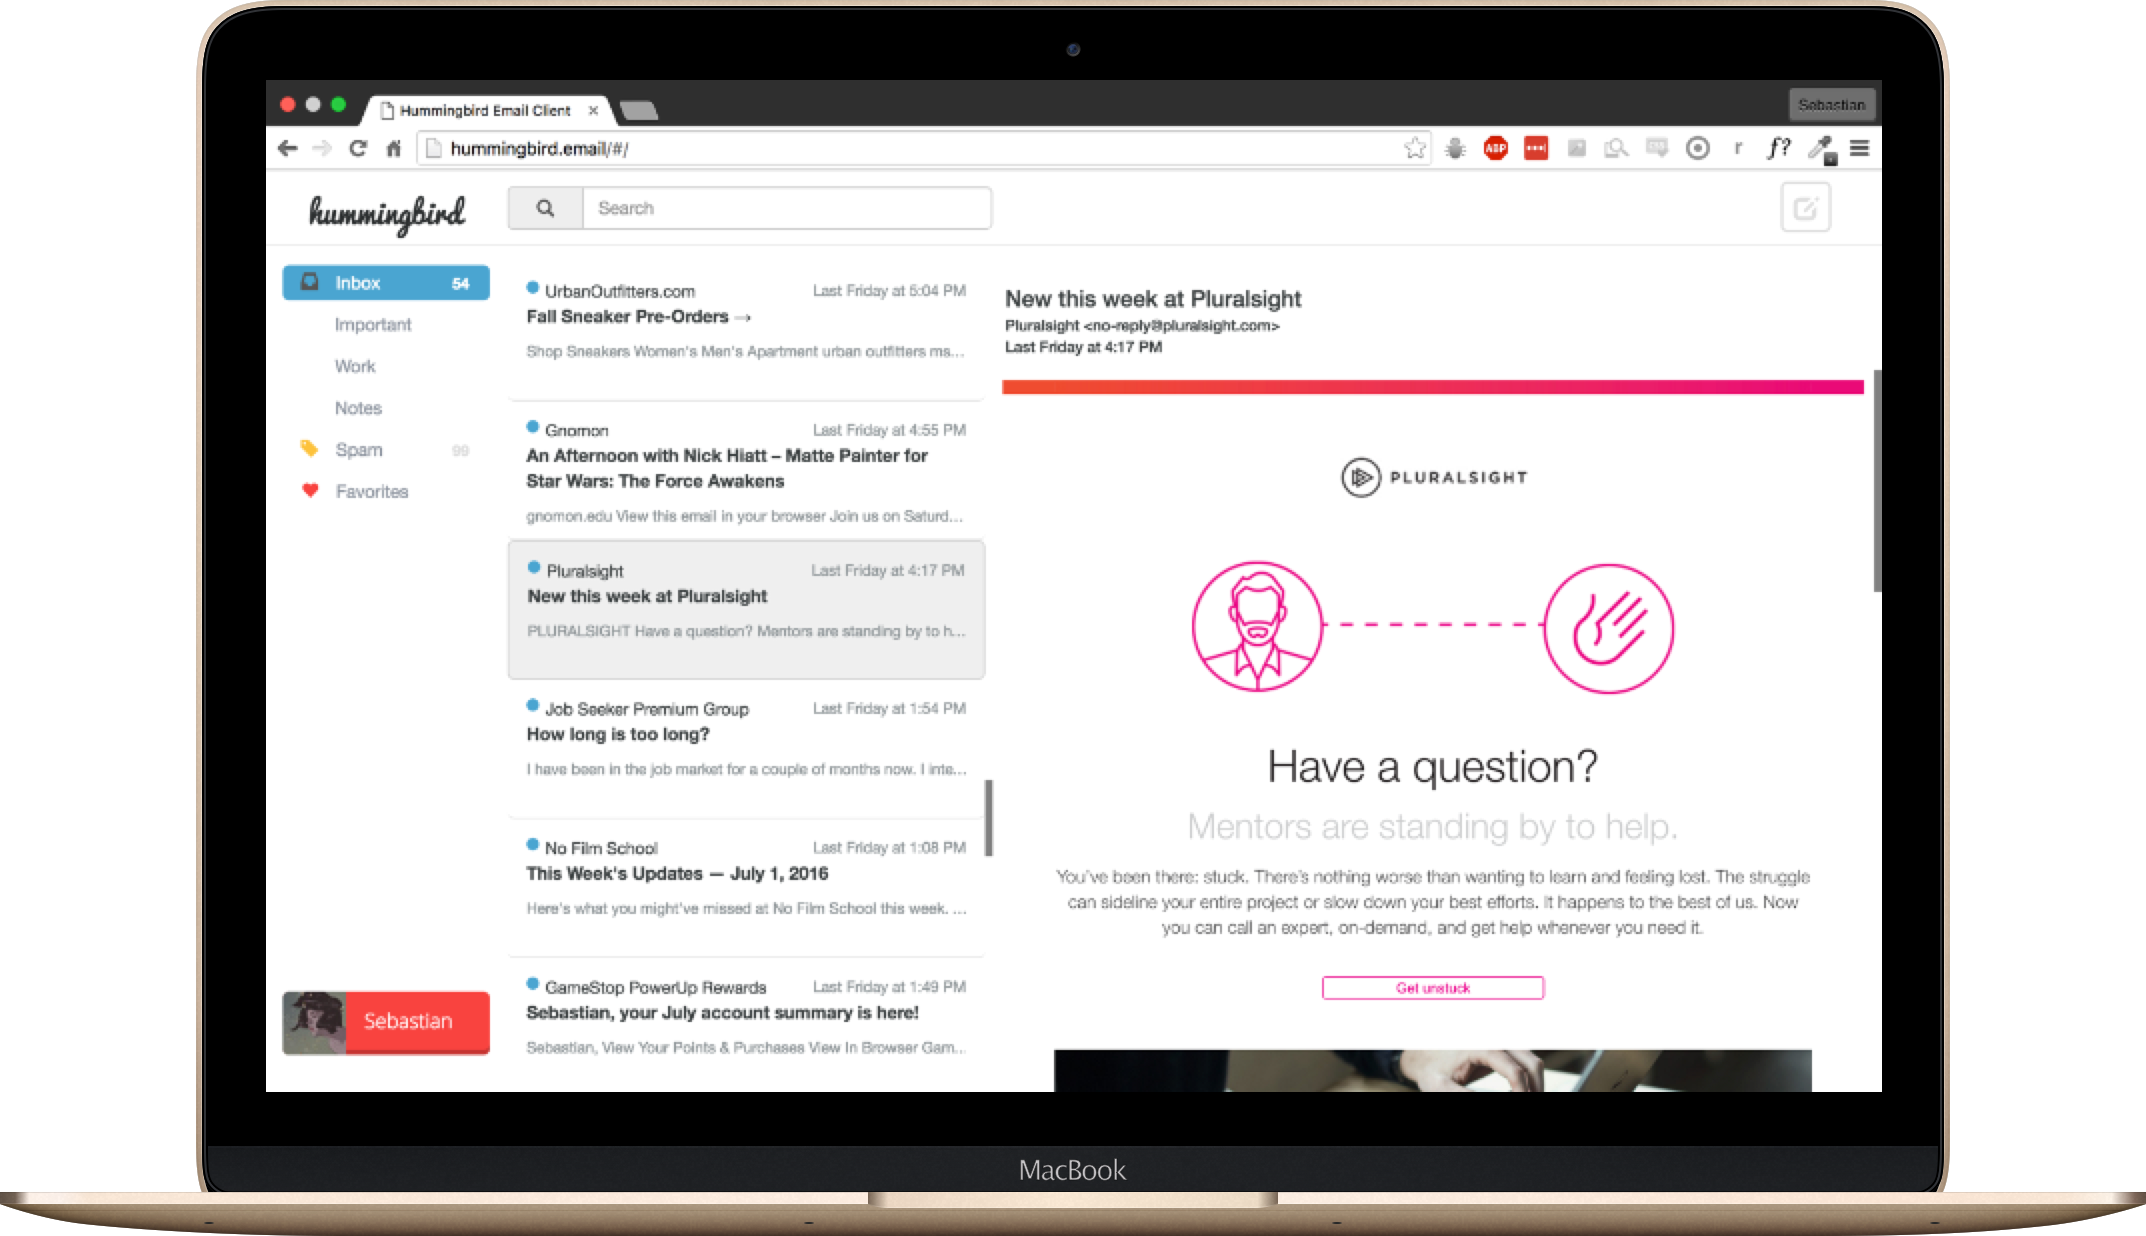 Hummingbird Email Client
Sebastian
hummingbird.email/#/
ABP
r
f?
hummingbird
Search
Inbox 54
Important
Work
Notes
Spam 99
Favorites
Sebastian
UrbanOutfitters.com Last Friday at 5:04 PM
Fall Sneaker Pre-Orders →
Shop Sneakers Women's Men's Apartment urban outfitters ms...
Gnomon Last Friday at 4:55 PM
An Afternoon with Nick Hiatt – Matte Painter for
Star Wars: The Force Awakens
gnomon.edu View this email in your browser Join us on Saturd...
Pluralsight Last Friday at 4:17 PM
New this week at Pluralsight
PLURALSIGHT Have a question? Mentors are standing by to h...
Job Seeker Premium Group Last Friday at 1:54 PM
How long is too long?
I have been in the job market for a couple of months now. I inte...
No Film School Last Friday at 1:08 PM
This Week's Updates — July 1, 2016
Here's what you might've missed at No Film School this week. ...
GameStop PowerUp Rewards Last Friday at 1:49 PM
Sebastian, your July account summary is here!
Sebastian, View Your Points & Purchases View In Browser Gam...
New this week at Pluralsight
Pluralsight <no-reply@pluralsight.com>
Last Friday at 4:17 PM
PLURALSIGHT
Have a question?
Mentors are standing by to help.
You've been there: stuck. There's nothing worse than wanting to learn and feeling lost. The struggle
can sideline your entire project or slow down your best efforts. It happens to the best of us. Now
you can call an expert, on-demand, and get help whenever you need it.
Get unstuck
MacBook